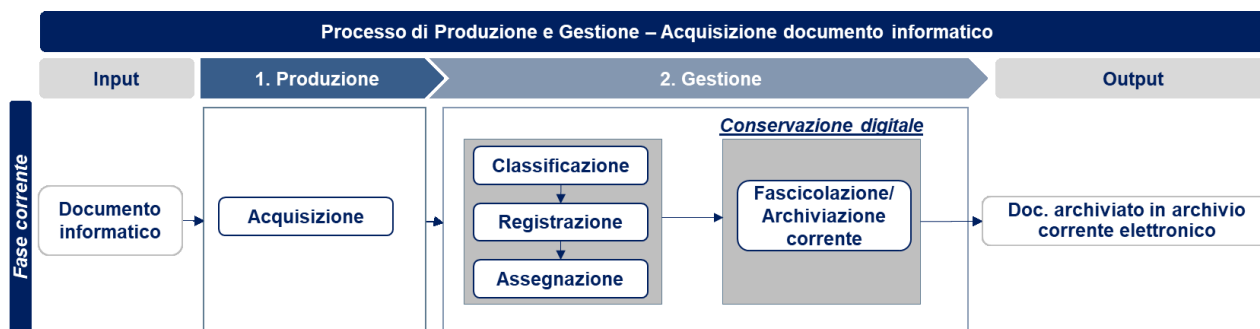 Processo di Produzione e Gestione – Acquisizione documento informatico
Input
1. Produzione
2. Gestione
Output
Fase corrente
Documento
informatico
Acquisizione
Classificazione
Registrazione
Assegnazione
Conservazione digitale
Fascicolazione/
Archiviazione
corrente
Doc. archiviato in archivio
corrente elettronico